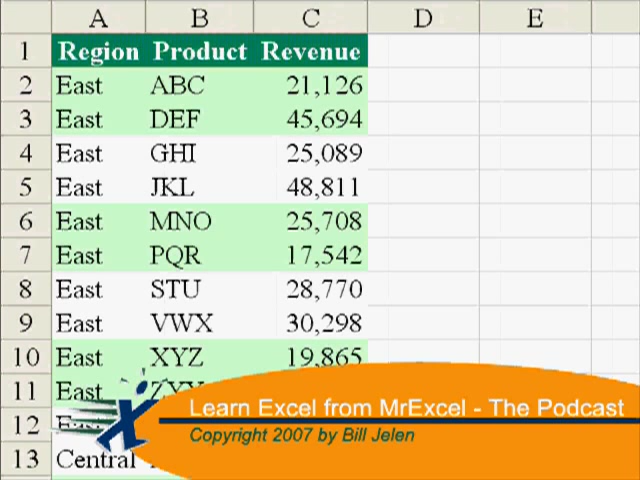 A B C D E
1 Region Product Revenue
2 East ABC 21,126
3 East DEF 45,694
4 East GHI 25,089
5 East JKL 48,811
6 East MNO 25,708
7 East PQR 17,542
8 East STU 28,770
9 East VWX 30,298
10 East XYZ 19,865
11 East
12 East
13 Central
Learn Excel from MrExcel - The Podcast
Copyright 2007 by Bill Jelen